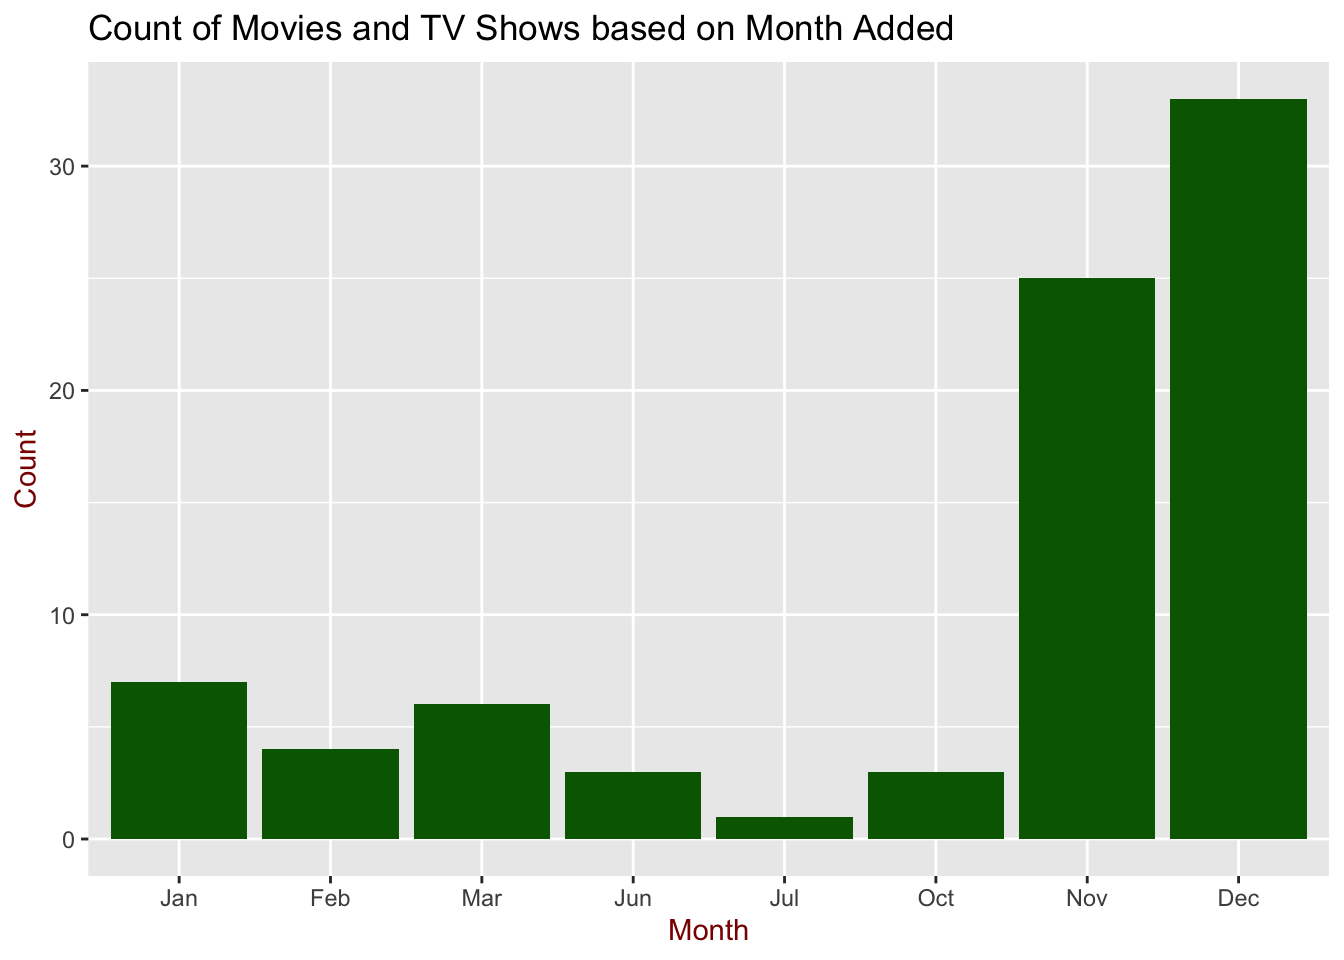 Count of Movies and TV Shows based on Month Added
Count
30
20
10
0
Jan Feb Mar Jun Jul Oct Nov Dec
Month